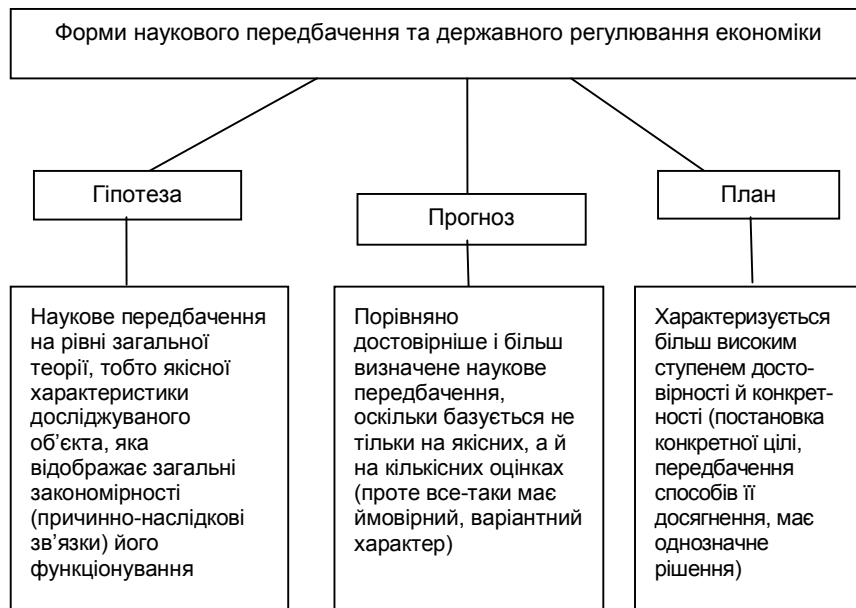 Форми наукового передбачення та державного регулювання економіки
Гіпотеза
Прогноз
План
Наукове передбачення
на рівні загальної
теорії, тобто якісної
характеристики
досліджуваного
об’єкта, яка
відображає загальні
закономірності
(причинно-наслідкові
зв’язки) його
функціонування
Порівняно
достовірніше і більш
визначене наукове
передбачення,
оскільки базується не
тільки на якісних, а й
на кількісних оцінках
(проте все-таки має
ймовірний, варіантний
характер)
Характеризується
більш високим
ступенем досто-
вірності й конкрет-
ності (постановка
конкретної цілі,
передбачення
способів її
досягнення, має
однозначне
рішення)